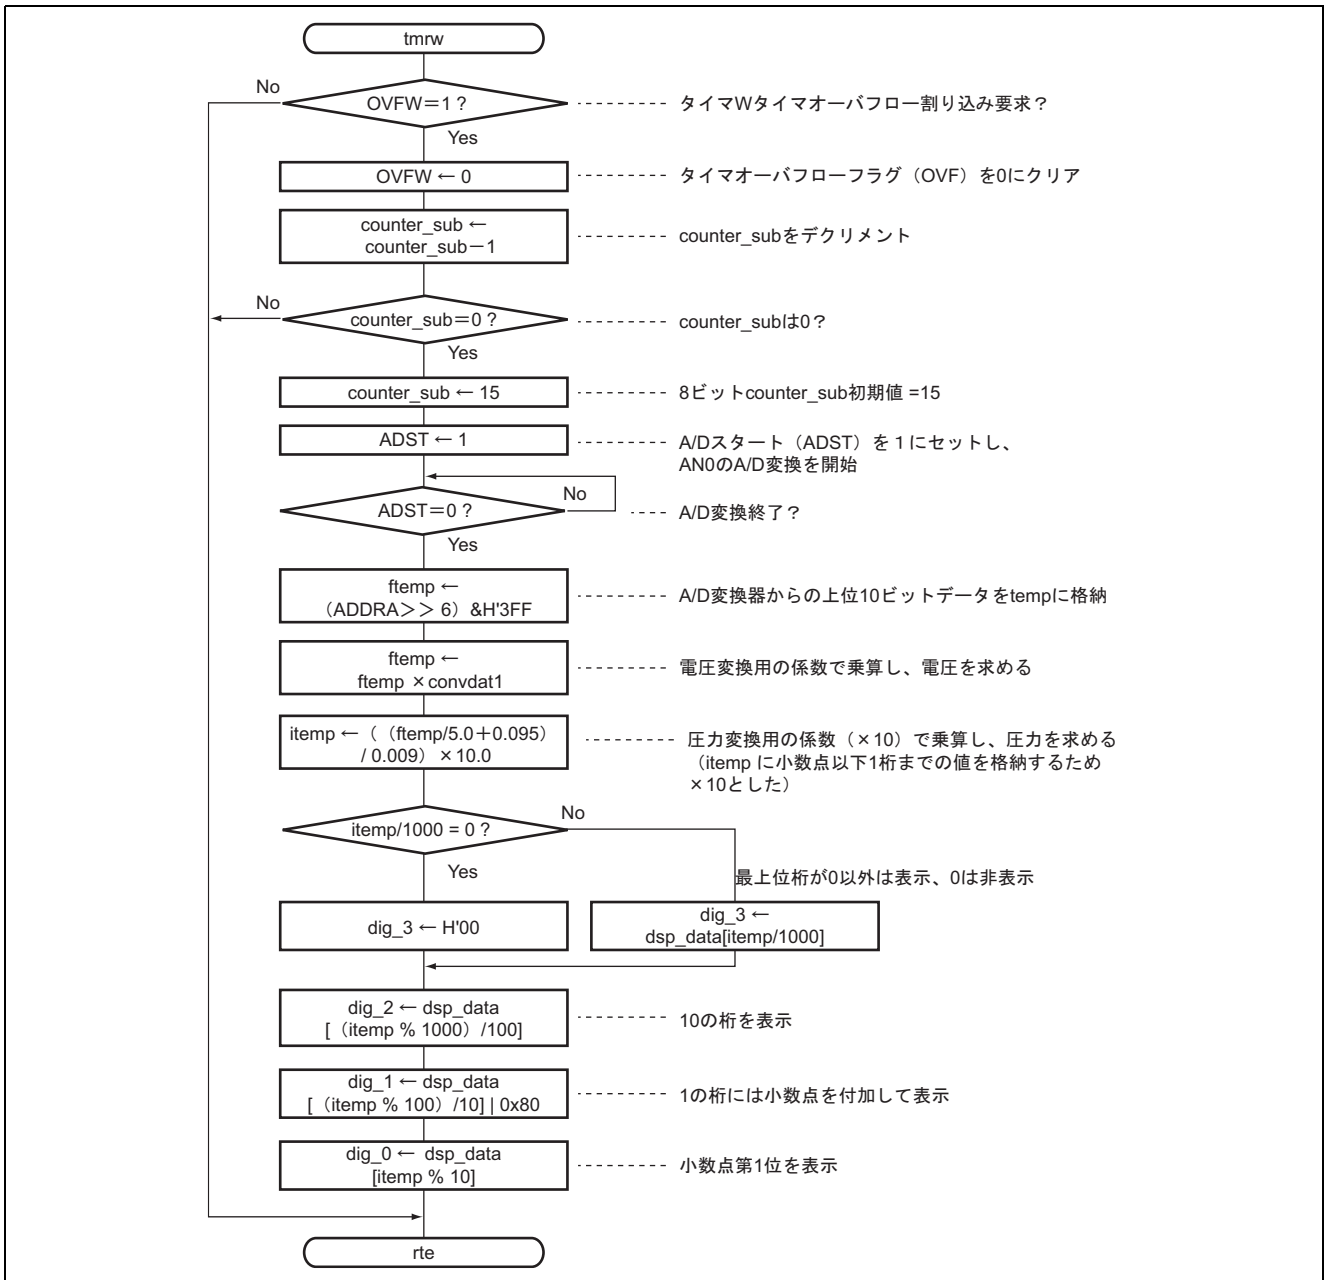 tmrw
No
OVFW＝1？
タイマWタイマオーバフロー割り込み要求？
Yes
OVFW ← 0
タイマオーバフローフラグ（OVF）を0にクリア
counter_sub ←
counter_sub－1
counter_subをデクリメント
No
counter_sub＝0？
counter_subは0？
Yes
counter_sub ← 15
8ビットcounter_sub初期値 =15
ADST ← 1
A/Dスタート（ADST）を１にセットし、
AN0のA/D変換を開始
No
ADST＝0？
A/D変換終了？
Yes
ftemp ←
（ADDRA＞＞ 6）&H'3FF
A/D変換器からの上位10ビットデータをtempに格納
ftemp ←
ftemp ×convdat1
電圧変換用の係数で乗算し、電圧を求める
itemp ←（（ftemp/5.0＋0.095）
/ 0.009）×10.0
圧力変換用の係数（×10）で乗算し、圧力を求める
（itemp に小数点以下1桁までの値を格納するため
×10とした）
No
itemp/1000 = 0？
Yes
最上位桁が0以外は表示、0は非表示
dig_3 ← H'00
dig_3 ←
dsp_data[itemp/1000]
dig_2 ← dsp_data
[（itemp % 1000）/100]
10の桁を表示
dig_1 ← dsp_data
[（itemp % 100）/10] | 0x80
1の桁には小数点を付加して表示
dig_0 ← dsp_data
[itemp % 10]
小数点第1位を表示
rte